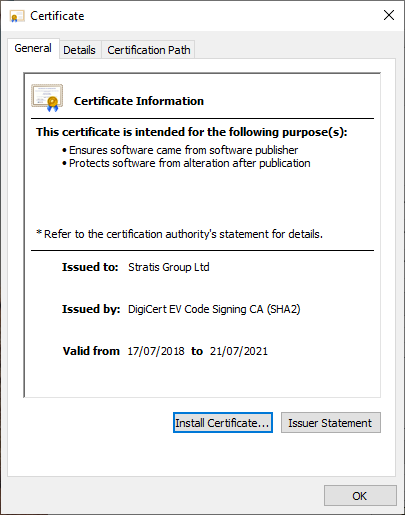 Certificate
General Details Certification Path
Certificate Information
This certificate is intended for the following purpose(s):
• Ensures software came from software publisher
• Protects software from alteration after publication
* Refer to the certification authority's statement for details.
Issued to: Stratis Group Ltd
Issued by: DigiCert EV Code Signing CA (SHA2)
Valid from 17/07/2018 to 21/07/2021
Install Certificate... Issuer Statement
OK